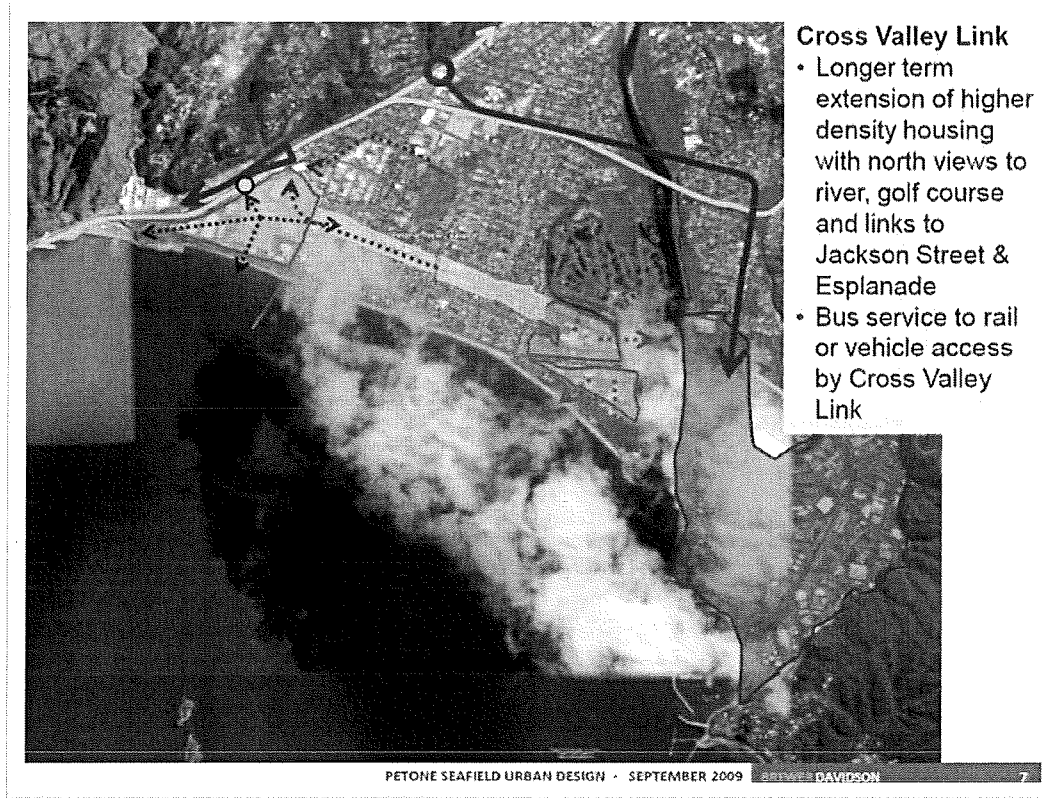 Cross Valley Link
• Longer term
extension of higher
density housing
with north views to
river, golf course
and links to
Jackson Street &
Esplanade
• Bus service to rail
or vehicle access
by Cross Valley
Link
PETONE SEAFIELD URBAN DESIGN • SEPTEMBER 2009 BREWER DAVIDSON 7